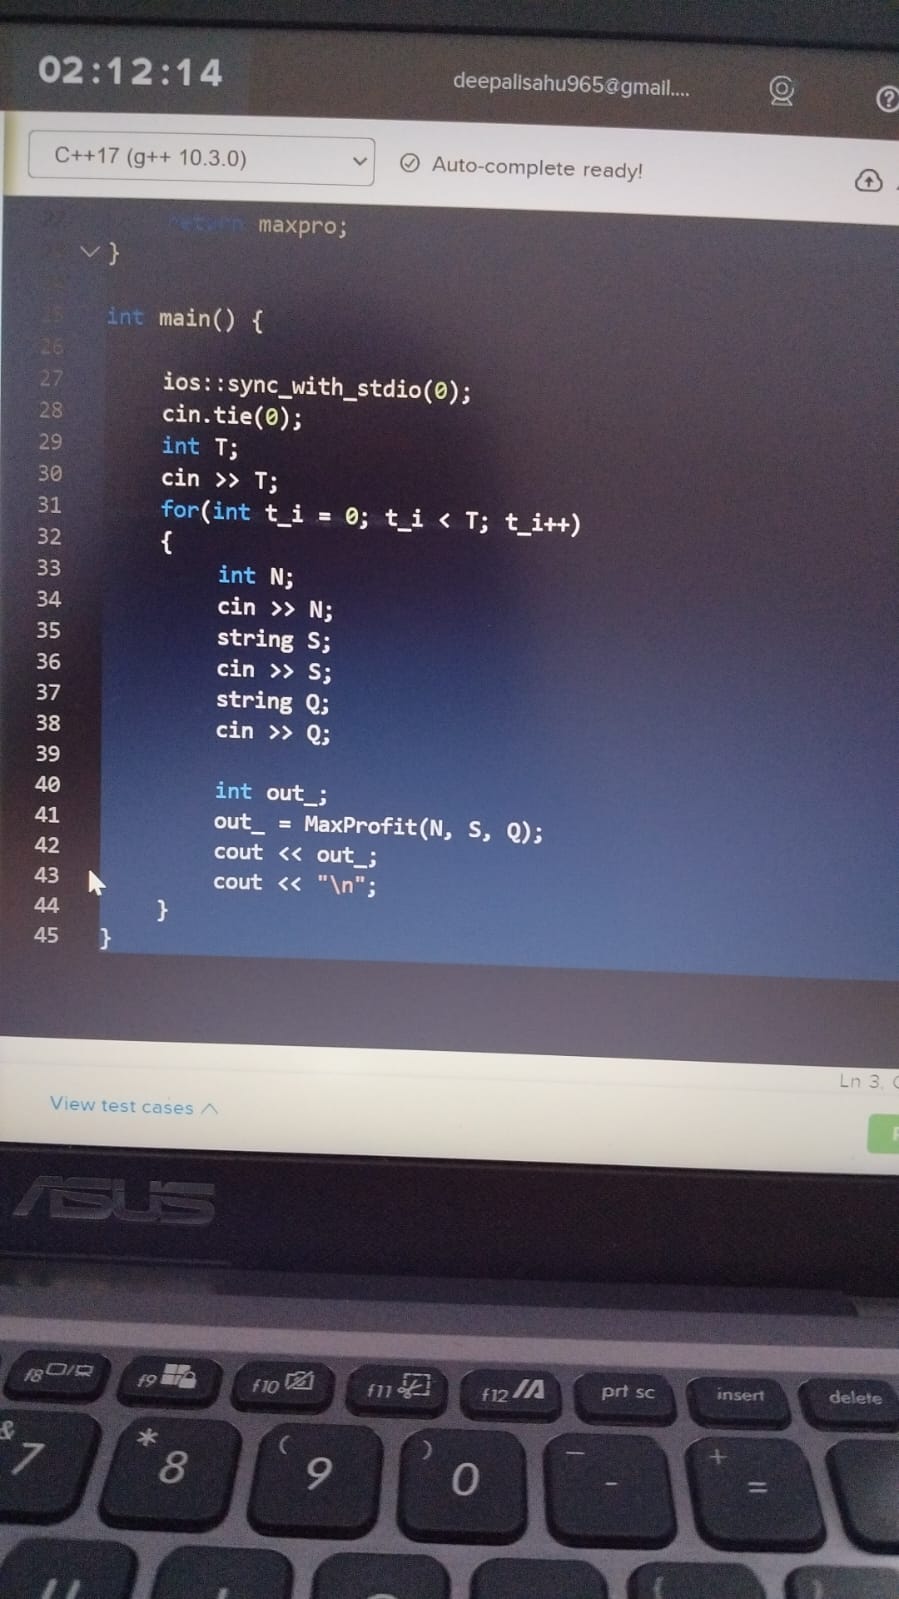 02:12:14
deepalisahu965@gmail....
C++17 (g++ 10.3.0)
Auto-complete ready!
return maxpro;
}
25 int main() {
26
27 ios::sync_with_stdio(0);
28 cin.tie(0);
29 int T;
30 cin >> T;
31 for(int t_i = 0; t_i < T; t_i++)
32 {
33 int N;
34 cin >> N;
35 string S;
36 cin >> S;
37 string Q;
38 cin >> Q;
39
40 int out_;
41 out_ = MaxProfit(N, S, Q);
42 cout << out_;
43 cout << "\n";
44 }
45 }
Ln 3,
View test cases
ASUS
f8 f9 f10 f11 f12 prt sc insert delete
& * ( ) _ +
7 8 9 0 - =